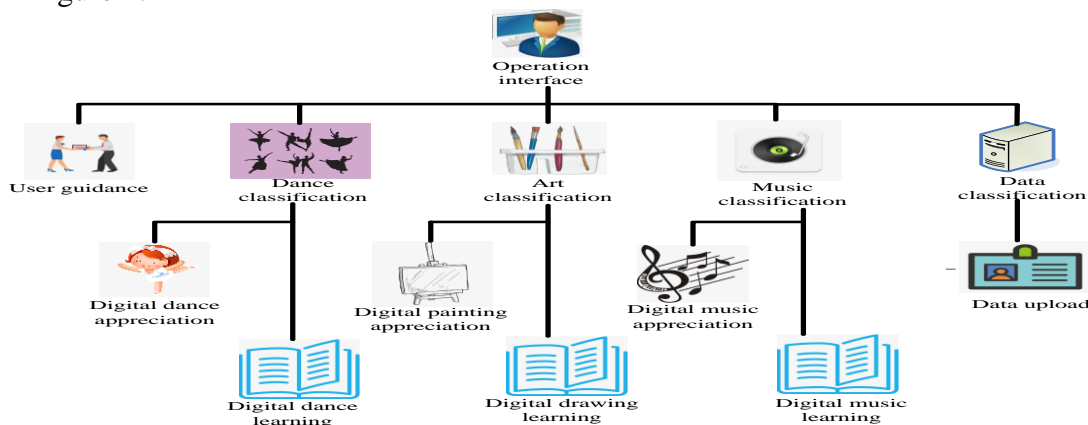 Operation
interface
User guidance
Dance
classification
Art
classification
Music
classification
Data
classification
Digital dance
appreciation
Digital painting
appreciation
Digital music
appreciation
Data upload
Digital dance
learning
Digital drawing
learning
Digital music
learning